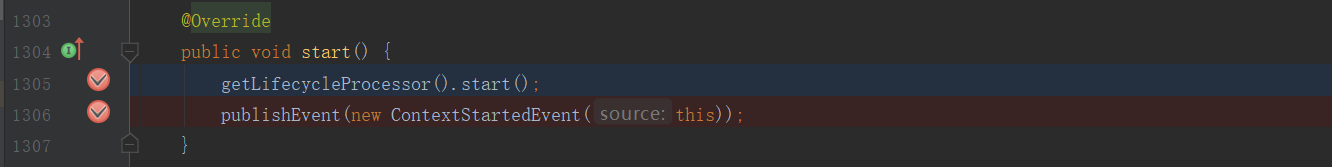 1303 @Override
1304 public void start() {
1305 getLifecycleProcessor().start();
1306 publishEvent(new ContextStartedEvent( source: this));
1307 }